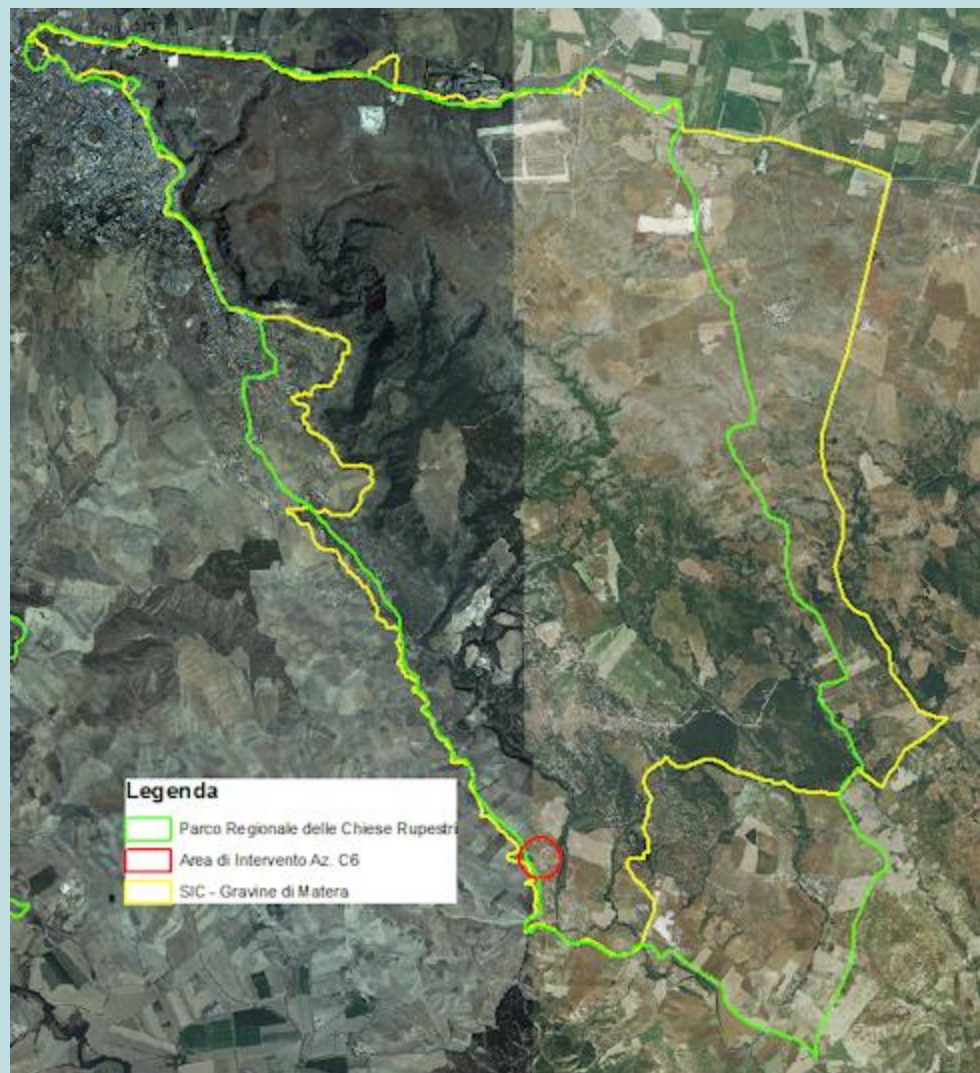 Legenda
Parco Regionale delle Chiese Rupestri
Area di Intervento Az. C6
SIC - Gravine di Matera